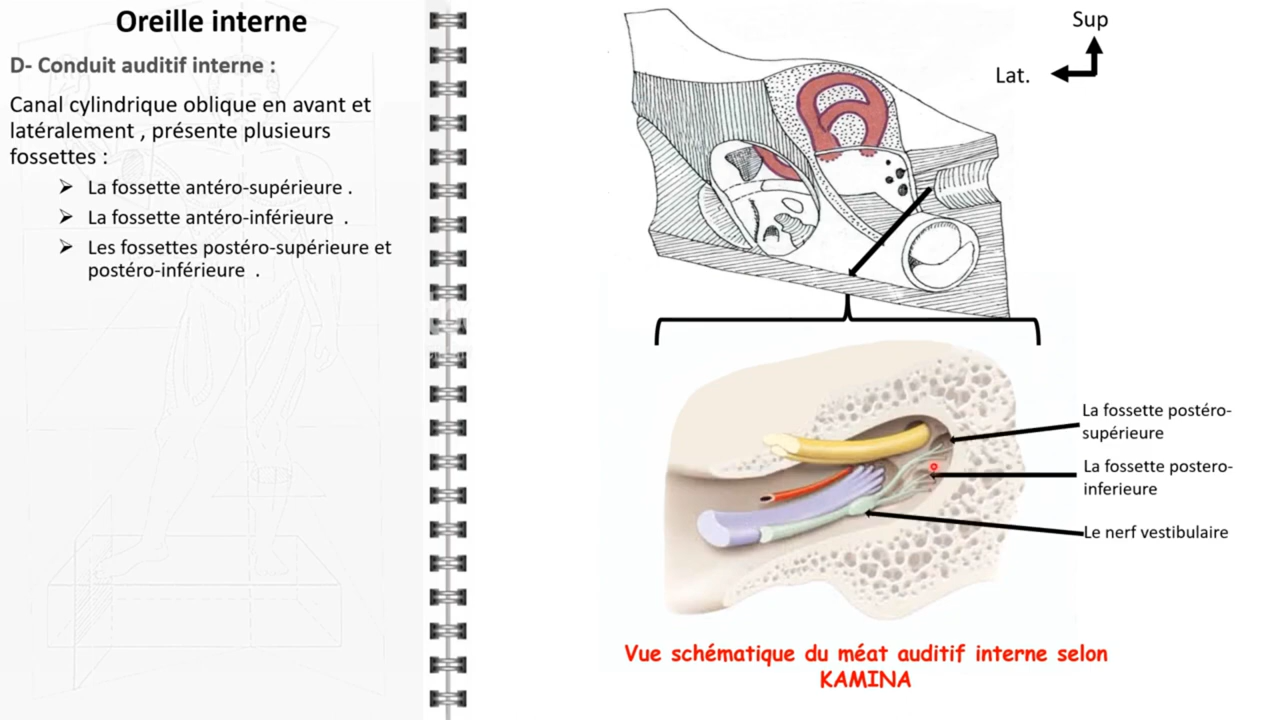 Oreille interne
D- Conduit auditif interne :
Canal cylindrique oblique en avant et
latéralement , présente plusieurs
fossettes :
➢ La fossette antéro-supérieure .
➢ La fossette antéro-inférieure .
➢ Les fossettes postéro-supérieure et
postéro-inférieure .
Sup
Lat.
La fossette postéro-
supérieure
La fossette postero-
inferieure
Le nerf vestibulaire
Vue schématique du méat auditif interne selon
KAMINA